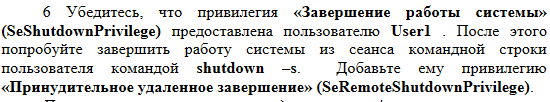 6 Убедитесь, что привилегия «Завершение работы системы»
(SeShutdownPrivilege) предоставлена пользователю User1 . После этого
попробуйте завершить работу системы из сеанса командной строки
пользователя командой shutdown –s. Добавьте ему привилегию
«Принудительное удаленное завершение» (SeRemoteShutdownPrivilege).